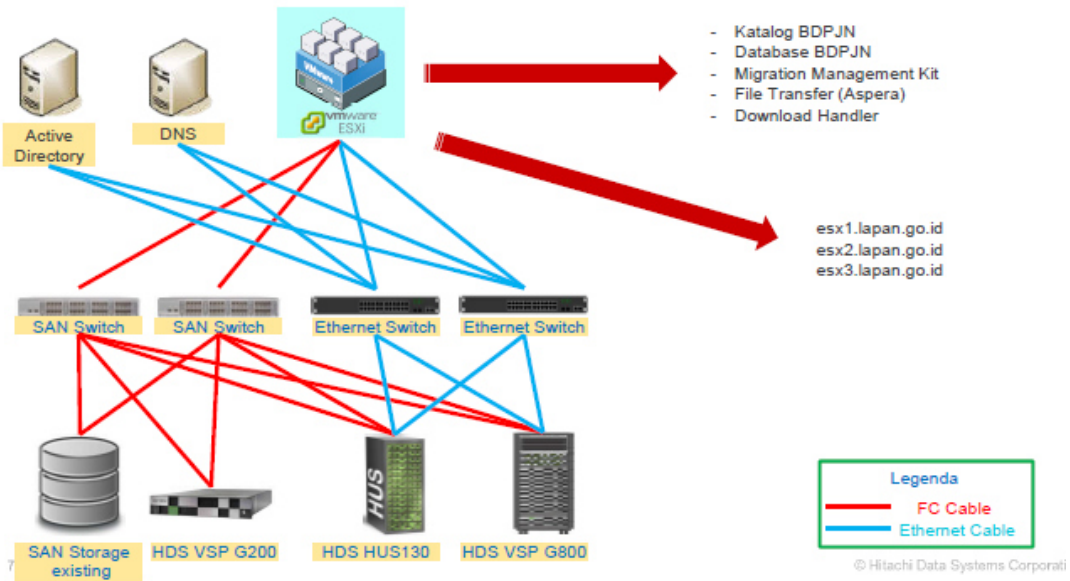 Active
Directory
DNS
VMware
vmware
ESXi
- Katalog BDPJN
- Database BDPJN
- Migration Management Kit
- File Transfer (Aspera)
- Download Handler
esx1.lapan.go.id
esx2.lapan.go.id
esx3.lapan.go.id
SAN Switch
SAN Switch
Ethernet Switch
Ethernet Switch
HUS
SAN Storage
existing
HDS VSP G200
HDS HUS130
HDS VSP G800
Legenda
FC Cable
Ethernet Cable
7
© Hitachi Data Systems Corporati